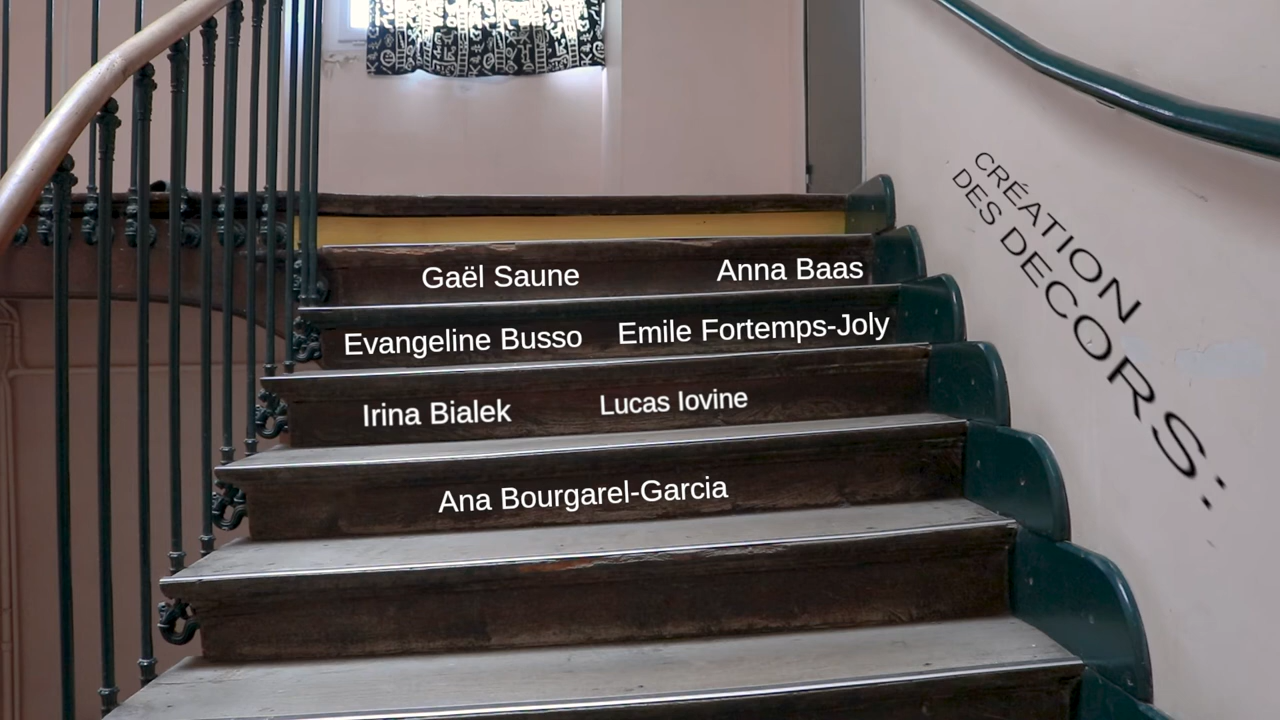 Gaël Saune Anna Baas
Evangeline Busso Emile Fortemps-Joly
Irina Bialek Lucas Iovine
Ana Bourgarel-Garcia
CRÉATION
DES DECORS: